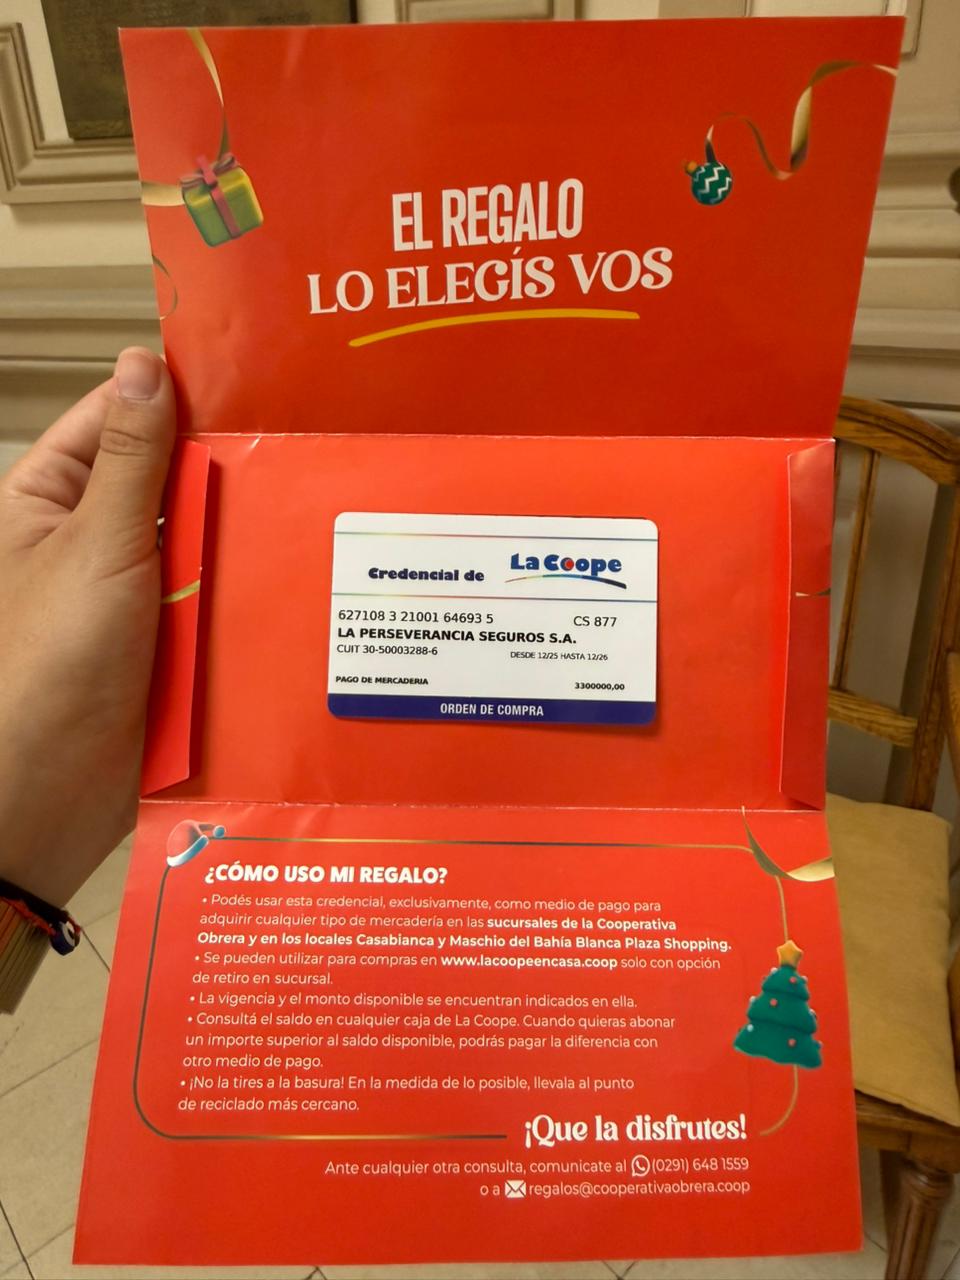 EL REGALO
LO ELEGÍS VOS
Credencial de La Coope
627108 3 21001 64693 5 CS 877
LA PERSEVERANCIA SEGUROS S.A.
CUIT 30-50003288-6 DESDE 12/25 HASTA 12/26
PAGO DE MERCADERIA 3300000,00
ORDEN DE COMPRA
¿CÓMO USO MI REGALO?
• Podés usar esta credencial, exclusivamente, como medio de pago para
adquirir cualquier tipo de mercadería en las sucursales de la Cooperativa
Obrera y en los locales Casabianca y Maschio del Bahía Blanca Plaza Shopping.
• Se pueden utilizar para compras en www.lacoopeencasa.coop solo con opción
de retiro en sucursal.
• La vigencia y el monto disponible se encuentran indicados en ella.
• Consultá el saldo en cualquier caja de La Coope. Cuando quieras abonar
un importe superior al saldo disponible, podrás pagar la diferencia con
otro medio de pago.
• ¡No la tires a la basura! En la medida de lo posible, llevala al punto
de reciclado más cercano.
¡Que la disfrutes!
Ante cualquier otra consulta, comunicate al (0291) 648 1559
o a regalos@cooperativaobrera.coop